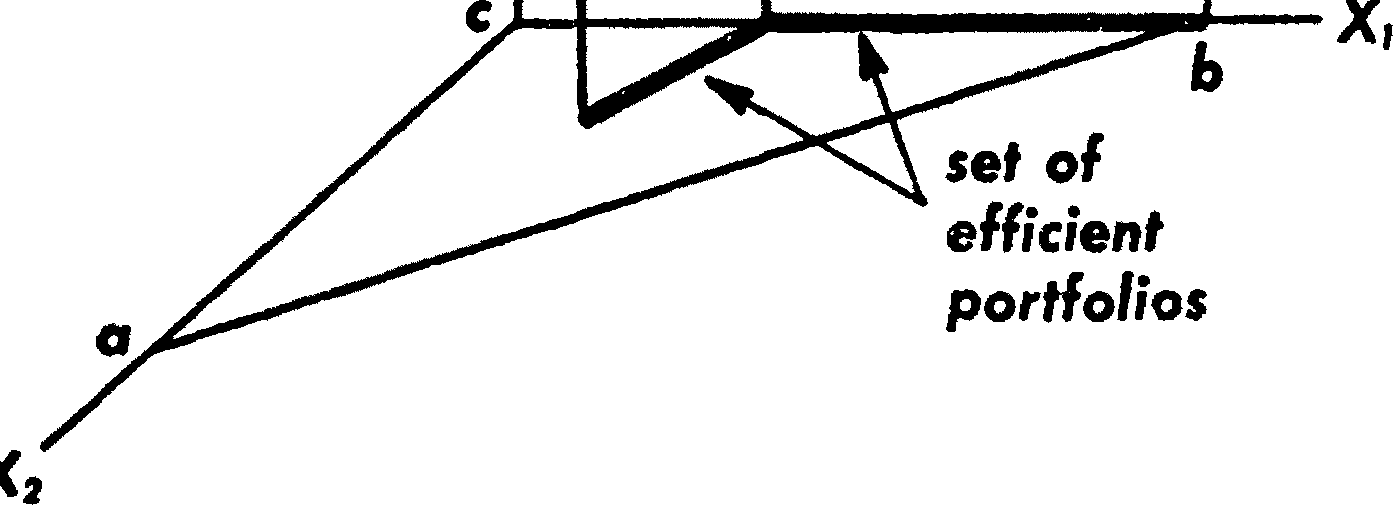 c
X₁
b
set of
efficient
portfolios
a
X₂